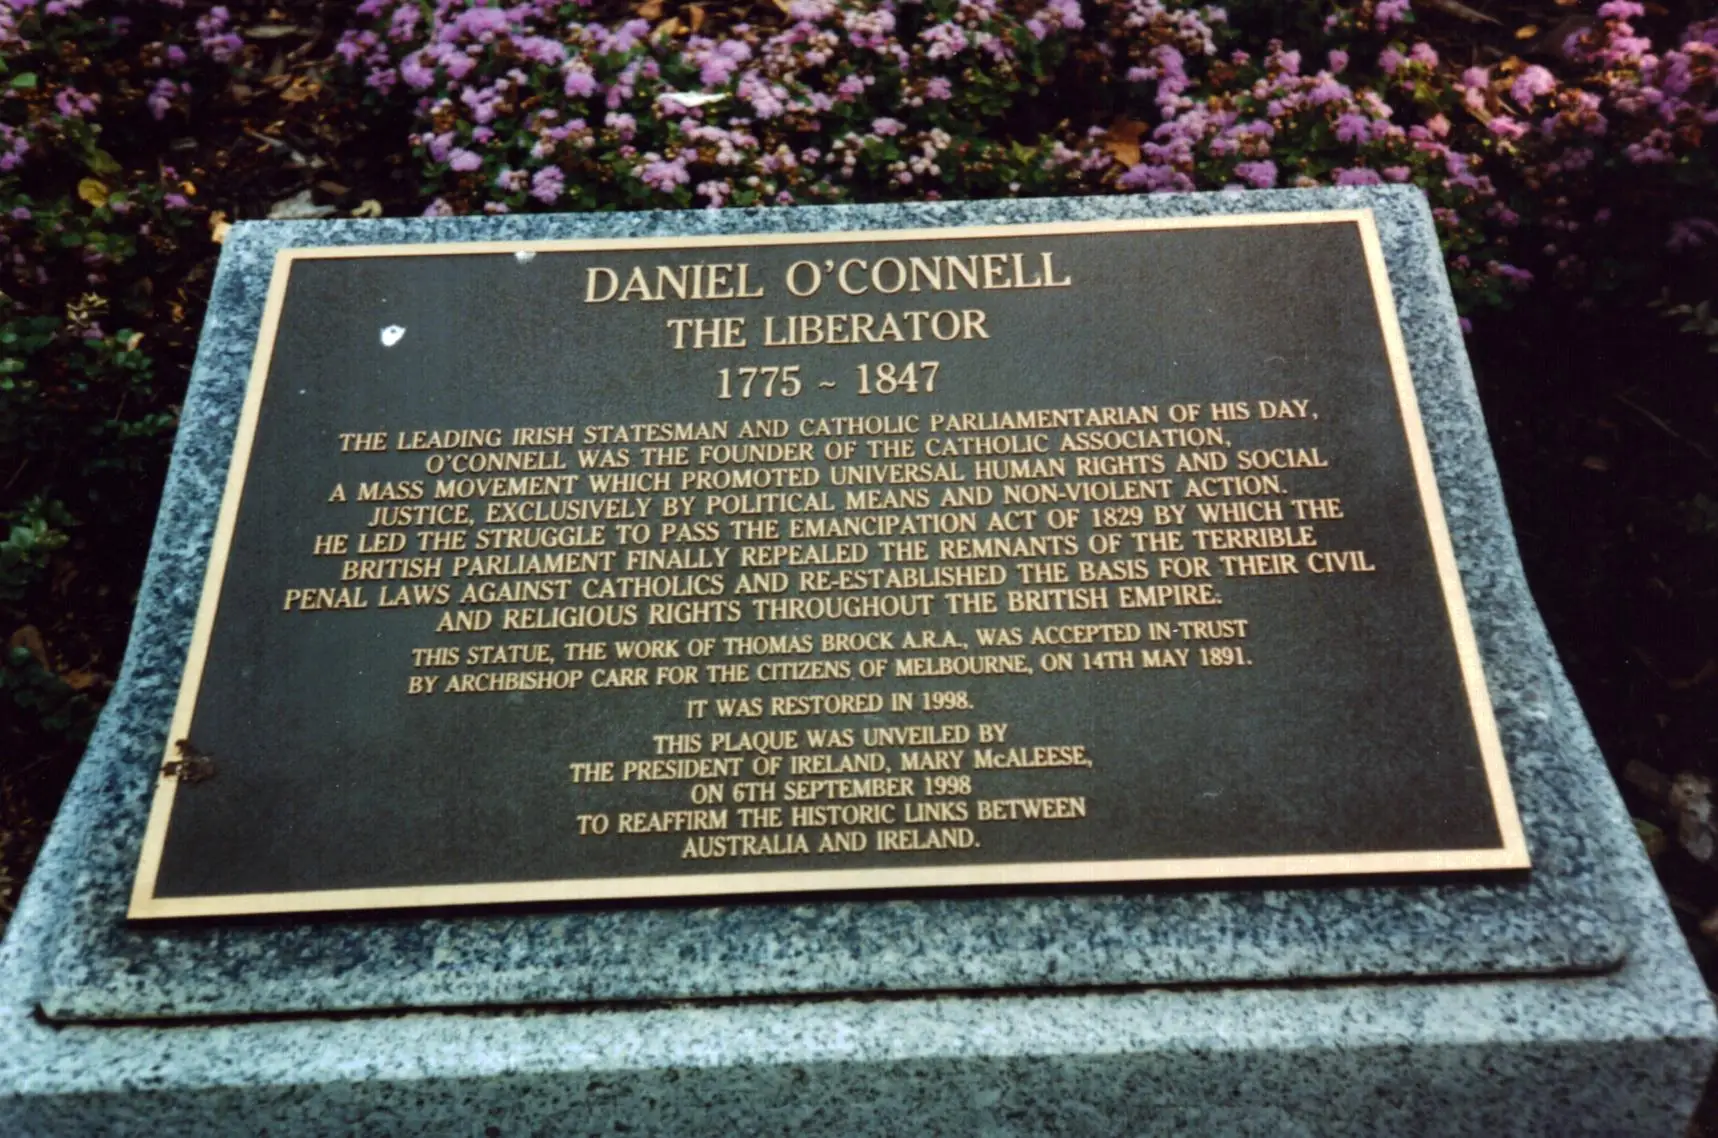 DANIEL O'CONNELL
THE LIBERATOR
1775 ~ 1847
THE LEADING IRISH STATESMAN AND CATHOLIC PARLIAMENTARIAN OF HIS DAY,
O'CONNELL WAS THE FOUNDER OF THE CATHOLIC ASSOCIATION,
A MASS MOVEMENT WHICH PROMOTED UNIVERSAL HUMAN RIGHTS AND SOCIAL
JUSTICE, EXCLUSIVELY BY POLITICAL MEANS AND NON-VIOLENT ACTION.
HE LED THE STRUGGLE TO PASS THE EMANCIPATION ACT OF 1829 BY WHICH THE
BRITISH PARLIAMENT FINALLY REPEALED THE REMNANTS OF THE TERRIBLE
PENAL LAWS AGAINST CATHOLICS AND RE-ESTABLISHED THE BASIS FOR THEIR CIVIL
AND RELIGIOUS RIGHTS THROUGHOUT THE BRITISH EMPIRE.
THIS STATUE, THE WORK OF THOMAS BROCK A.R.A., WAS ACCEPTED IN-TRUST
BY ARCHBISHOP CARR FOR THE CITIZENS OF MELBOURNE, ON 14TH MAY 1891.
IT WAS RESTORED IN 1998.
THIS PLAQUE WAS UNVEILED BY
THE PRESIDENT OF IRELAND, MARY McALEESE,
ON 6TH SEPTEMBER 1998
TO REAFFIRM THE HISTORIC LINKS BETWEEN
AUSTRALIA AND IRELAND.